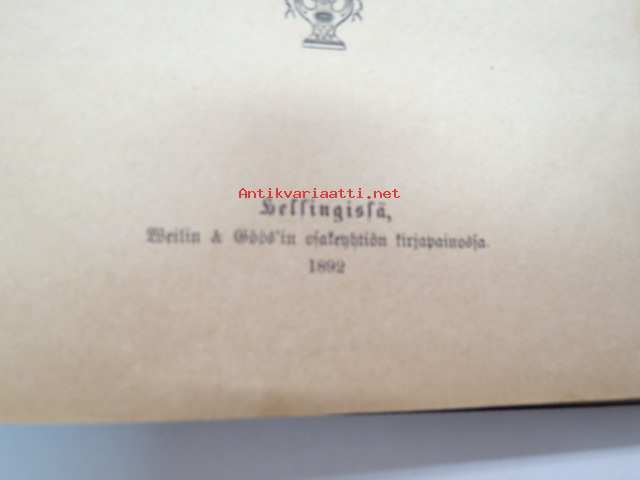 Antikvariaatti.net
Helsingissä,
Weilin & Göös'in osakeyhtiön kirjapainossa.
1892